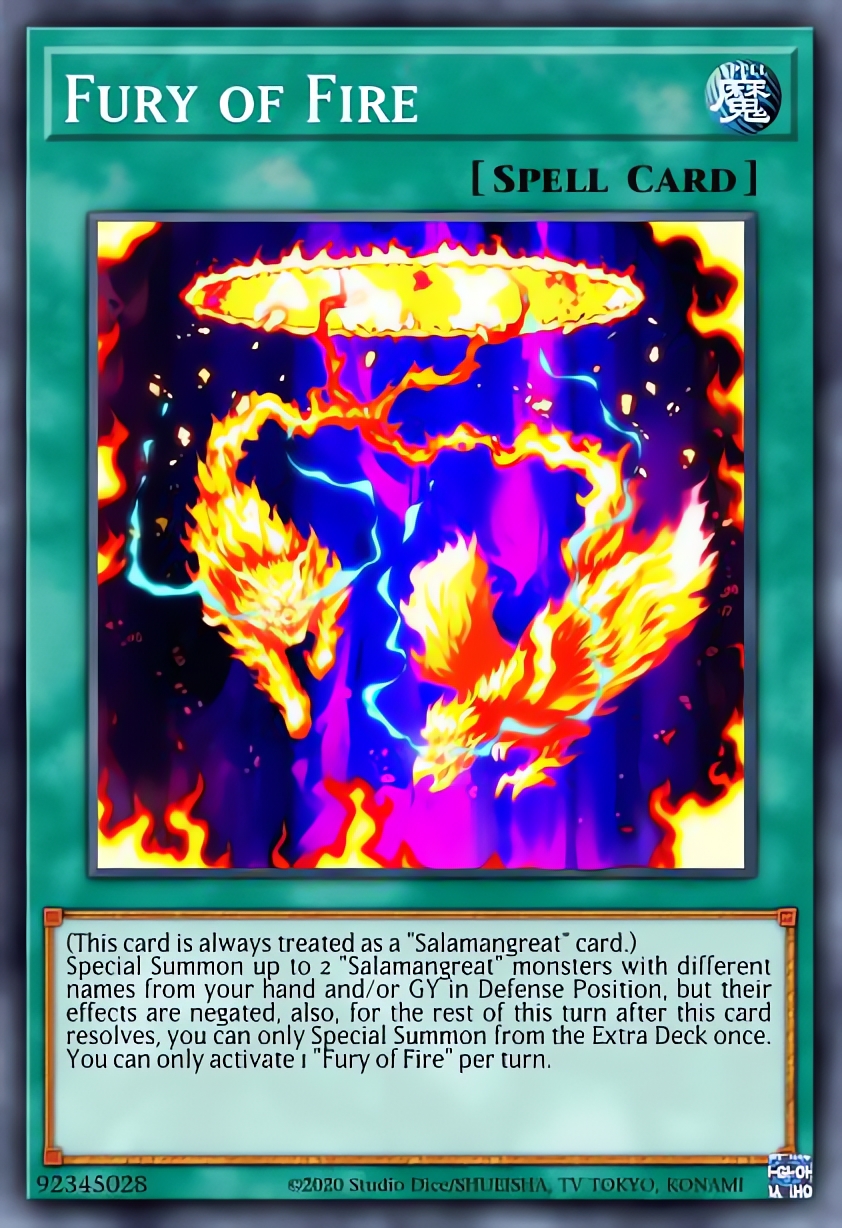 FURY OF FIRE
魔
[SPELL CARD]
(This card is always treated as a "Salamangreat" card.)
Special Summon up to 2 "Salamangreat" monsters with different
names from your hand and/or GY in Defense Position, but their
effects are negated, also, for the rest of this turn after this card
resolves, you can only Special Summon from the Extra Deck once.
You can only activate 1 "Fury of Fire" per turn.
92345028
©2020 Studio Dice/SHUEISHA, TV TOKYO, KONAMI